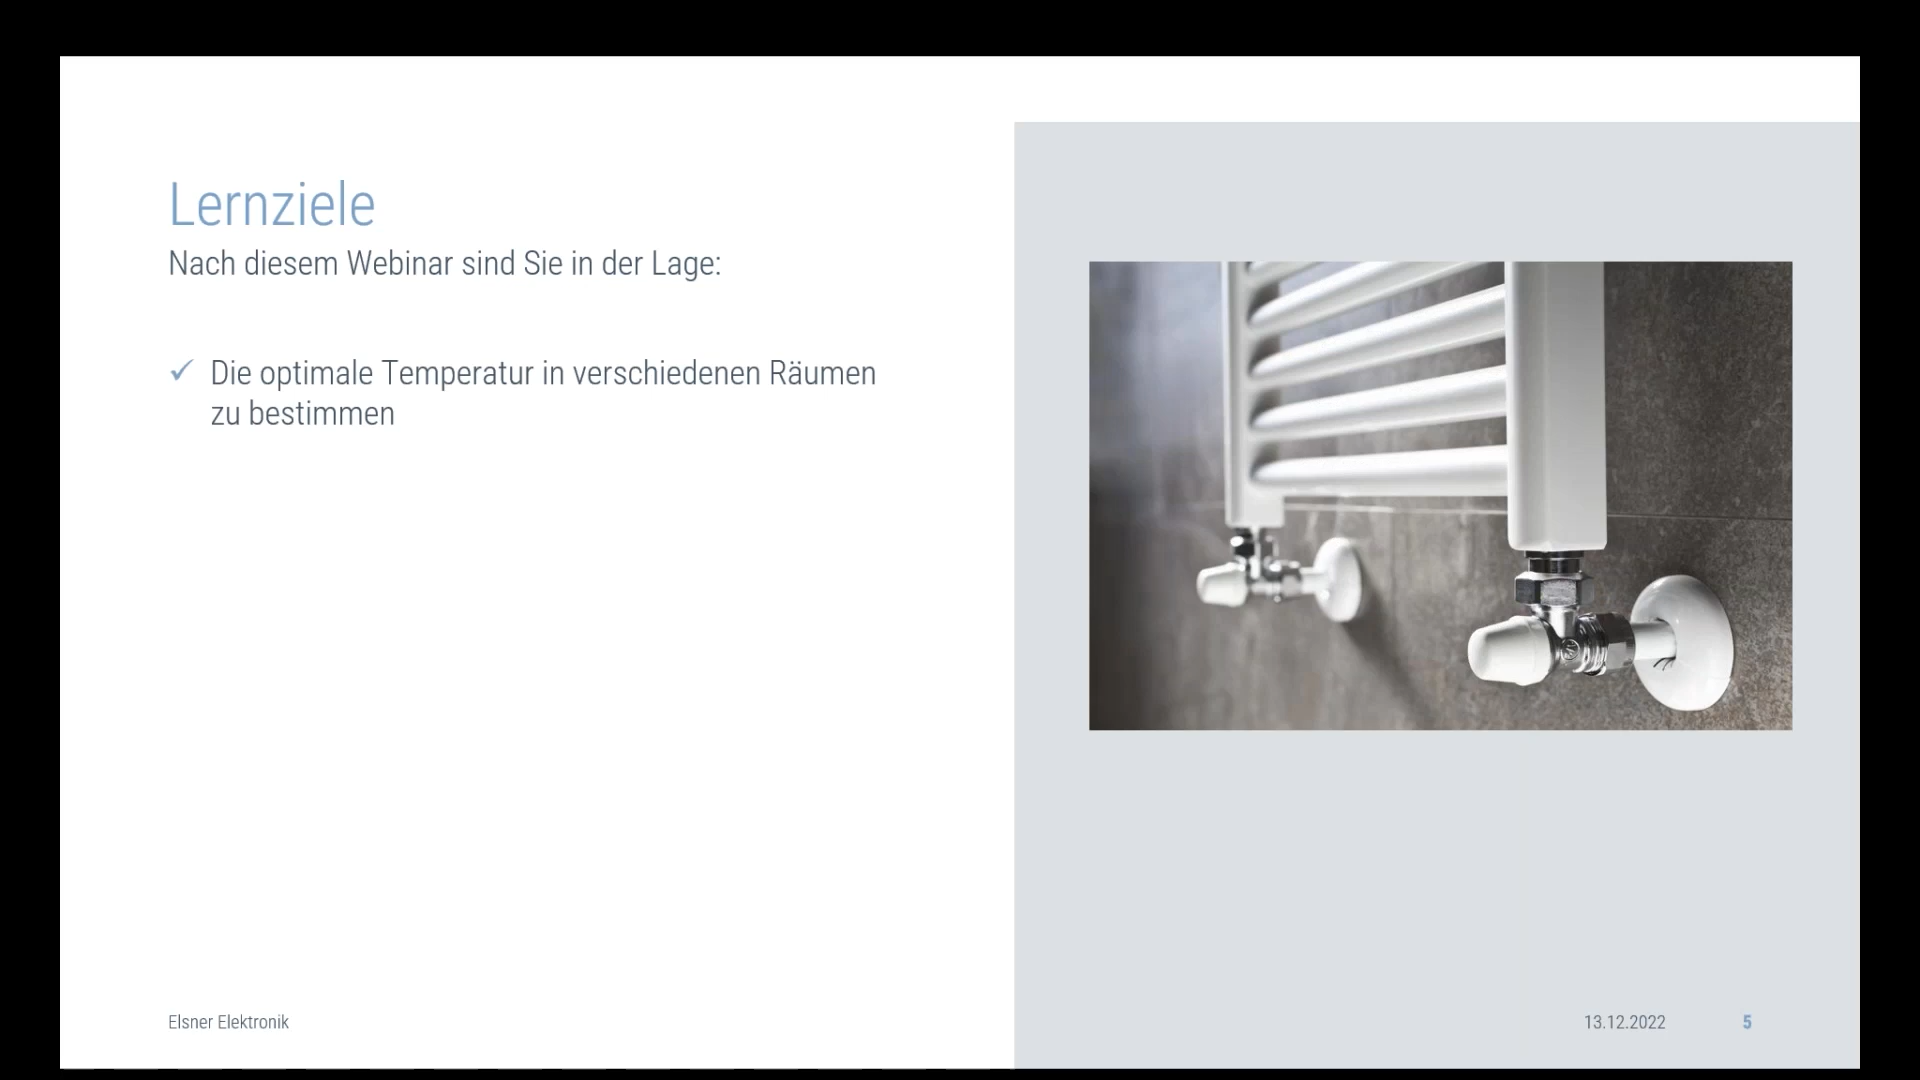 Lernziele
Nach diesem Webinar sind Sie in der Lage:
✓ Die optimale Temperatur in verschiedenen Räumen
zu bestimmen
Elsner Elektronik
13.12.2022
5